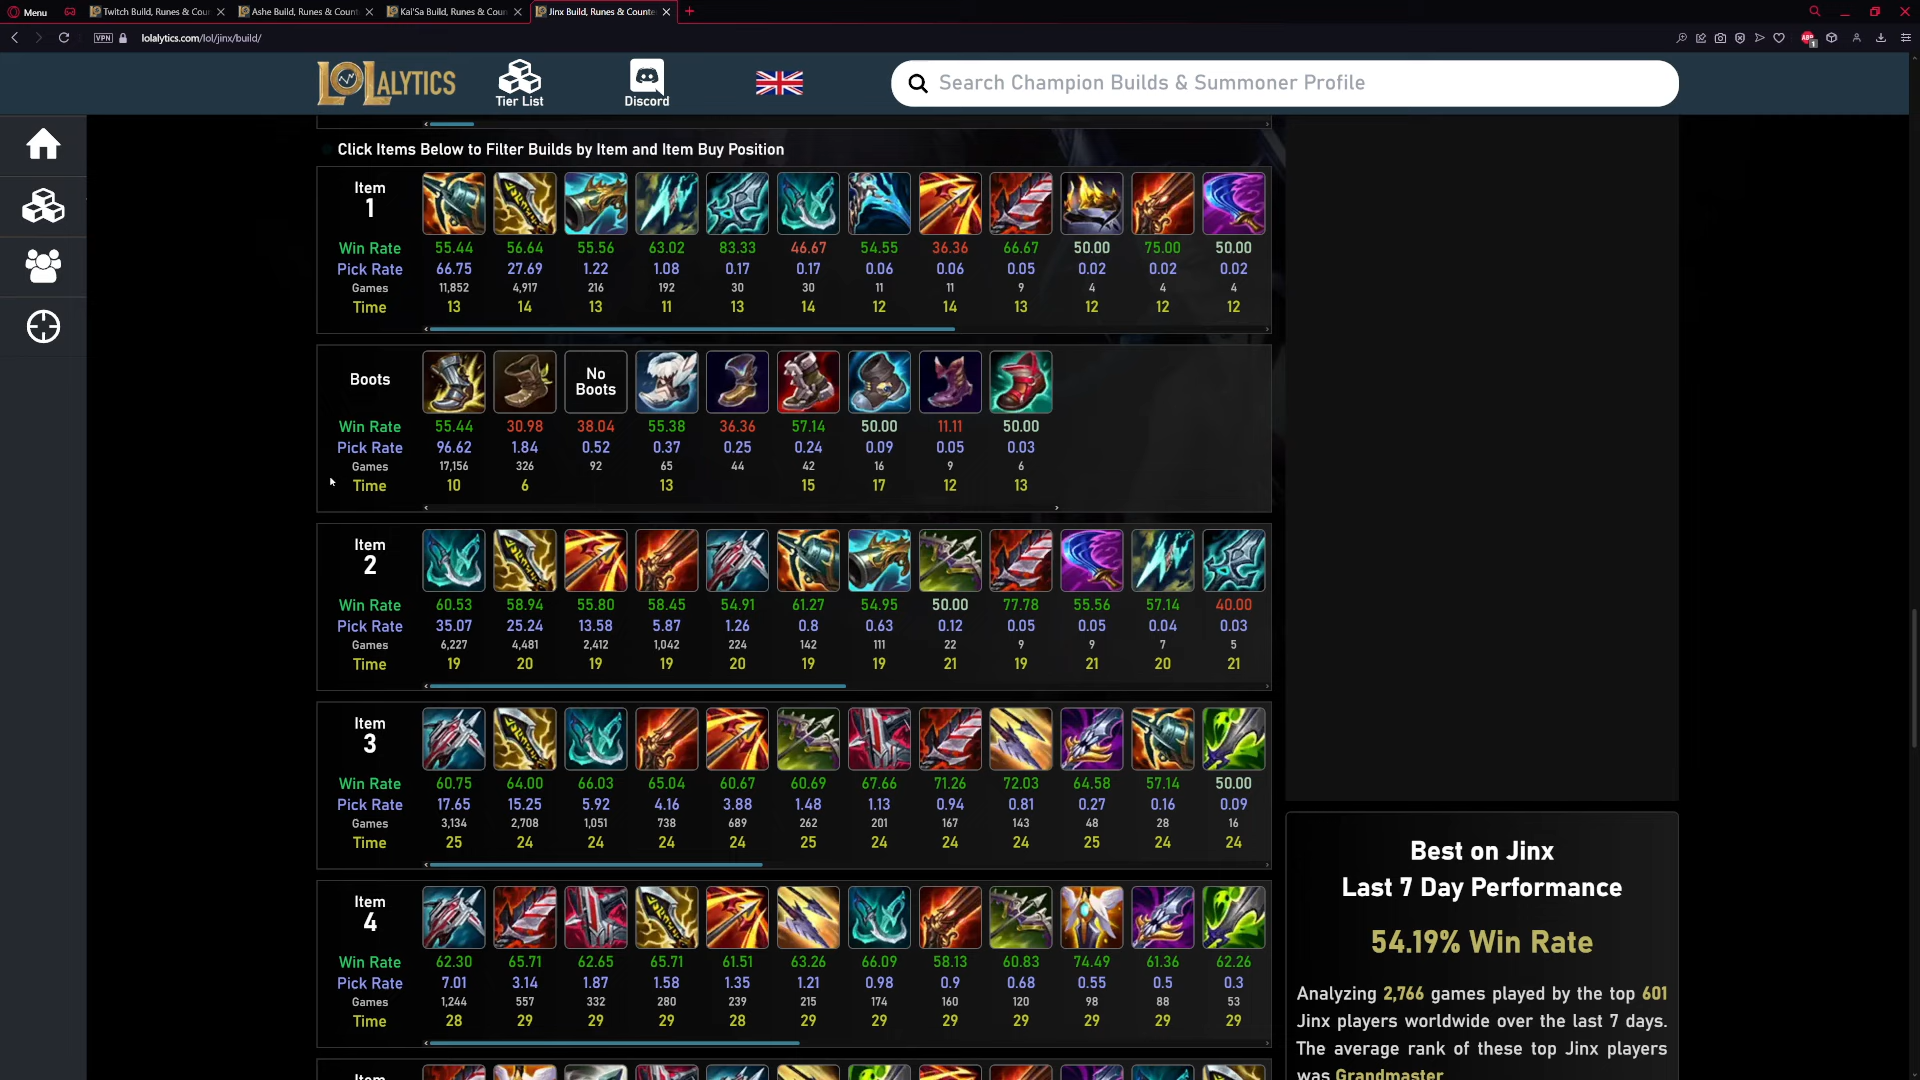 Menu
Twitch Build, Runes & Cour
Ashe Build, Runes & Count
Kai'Sa Build, Runes & Coun
Jinx Build, Runes & Counte
VPN lolalytics.com/lol/jinx/build/
LOLALYTICS
Tier List
Discord
Search Champion Builds & Summoner Profile
Click Items Below to Filter Builds by Item and Item Buy Position
Item
1
Win Rate 55.44 56.64 55.56 63.02 83.33 46.67 54.55 36.36 66.67 50.00 75.00 50.00
Pick Rate 66.75 27.69 1.22 1.08 0.17 0.17 0.06 0.06 0.05 0.02 0.02 0.02
Games 11,852 4,917 216 192 30 30 11 11 9 4 4 4
Time 13 14 13 11 13 14 12 14 13 12 12 12
Boots
No
Boots
Win Rate 55.44 30.98 38.04 55.38 36.36 57.14 50.00 11.11 50.00
Pick Rate 96.62 1.84 0.52 0.37 0.25 0.24 0.09 0.05 0.03
Games 17,156 326 92 65 44 42 16 9 6
Time 10 6 13 15 17 12 13
Item
2
Win Rate 60.53 58.94 55.80 58.45 54.91 61.27 54.95 50.00 77.78 55.56 57.14 40.00
Pick Rate 35.07 25.24 13.58 5.87 1.26 0.8 0.63 0.12 0.05 0.05 0.04 0.03
Games 6,227 4,481 2,412 1,042 224 142 111 22 9 9 7 5
Time 19 20 19 19 20 19 19 21 19 21 20 21
Item
3
Win Rate 60.75 64.00 66.03 65.04 60.67 60.69 67.66 71.26 72.03 64.58 57.14 50.00
Pick Rate 17.65 15.25 5.92 4.16 3.88 1.48 1.13 0.94 0.81 0.27 0.16 0.09
Games 3,134 2,708 1,051 738 689 262 201 167 143 48 28 16
Time 25 24 24 24 24 25 24 24 24 25 24 24
Item
4
Win Rate 62.30 65.71 62.65 65.71 61.51 63.26 66.09 58.13 60.83 74.49 61.36 62.26
Pick Rate 7.01 3.14 1.87 1.58 1.35 1.21 0.98 0.9 0.68 0.55 0.5 0.3
Games 1,244 557 332 280 239 215 174 160 120 98 88 53
Time 28 29 29 29 28 29 29 29 29 29 29 29
Item
Best on Jinx
Last 7 Day Performance
54.19% Win Rate
Analyzing 2,766 games played by the top 601
Jinx players worldwide over the last 7 days.
The average rank of these top Jinx players
was Grandmaster